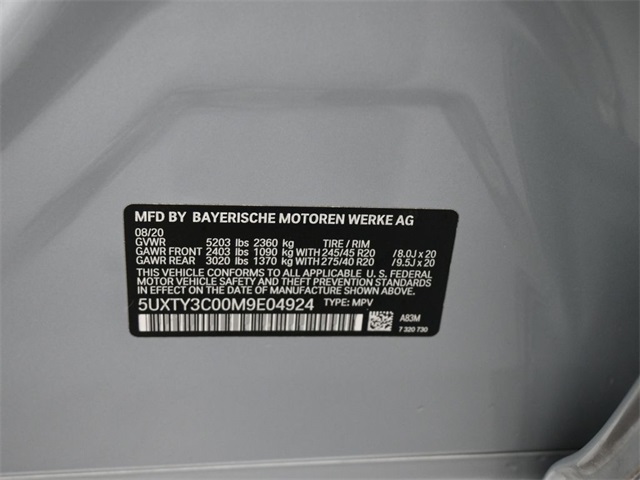 MFD BY BAYERISCHE MOTOREN WERKE AG
08/20
GVWR 5203 lbs 2360 kg TIRE / RIM
GAWR FRONT 2403 lbs 1090 kg WITH 245/45 R20 /8.0J x 20
GAWR REAR 3020 lbs 1370 kg WITH 275/40 R20 /9.5J x 20
THIS VEHICLE CONFORMS TO ALL APPLICABLE U. S. FEDERAL
MOTOR VEHICLE SAFETY, BUMPER, AND THEFT PREVENTION
STANDARDS IN EFFECT ON THE DATE OF MANUFACTURE SHOWN ABOVE.
5UXTY3C00M9E04924 TYPE: MPV
A83M
7 320 730